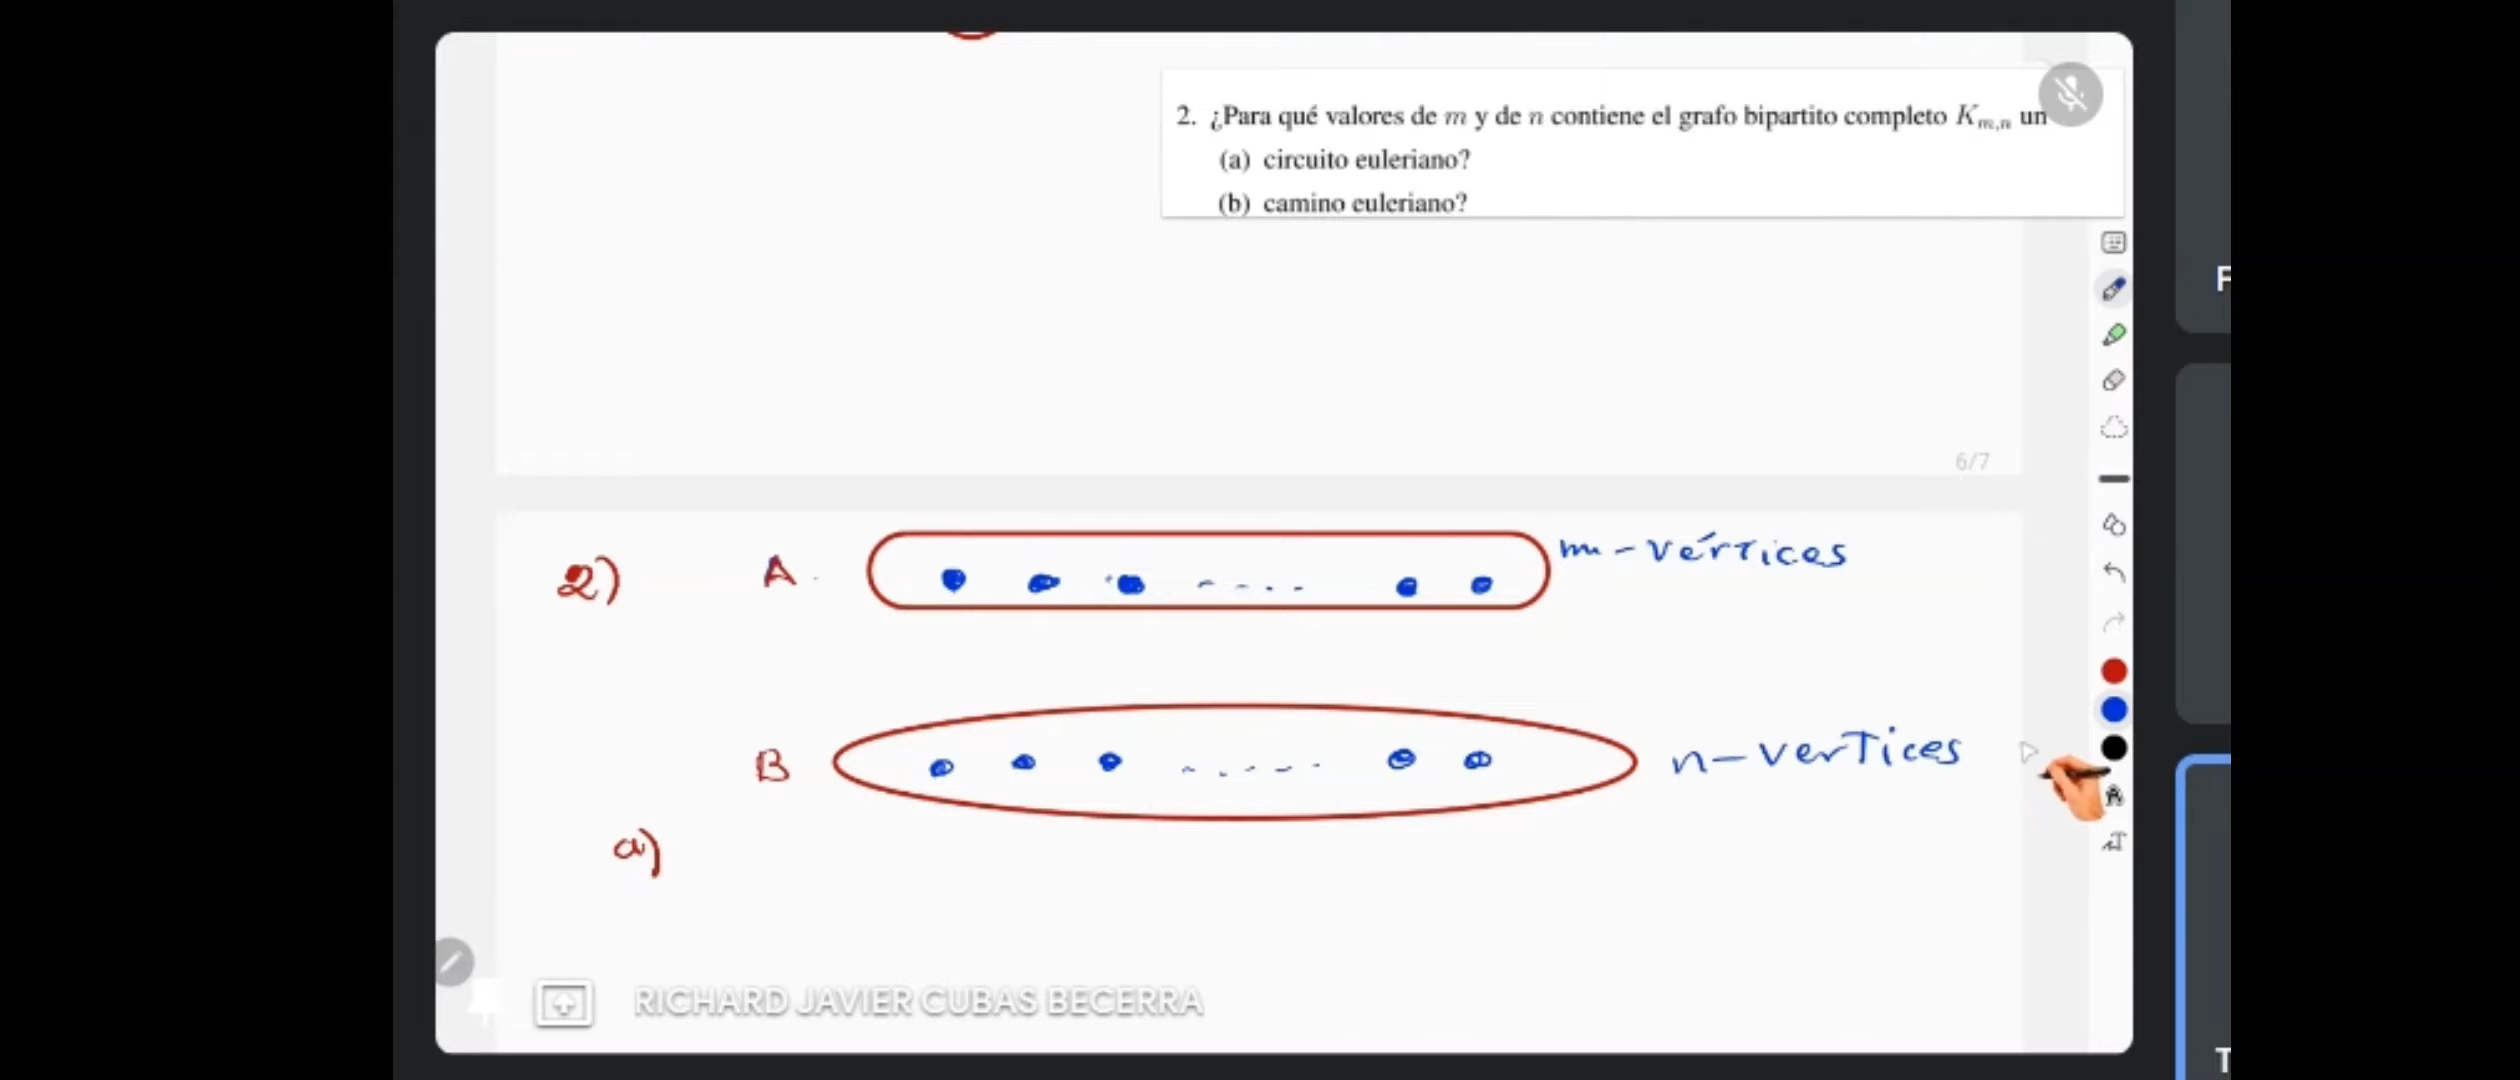 2. ¿Para qué valores de m y de n contiene el grafo bipartito completo Km,n un
(a) circuito euleriano?
(b) camino euleriano?
6/7
2) A m-vértices
B n-vertices
a)
RICHARD JAVIER CUBAS BECERRA
F
T